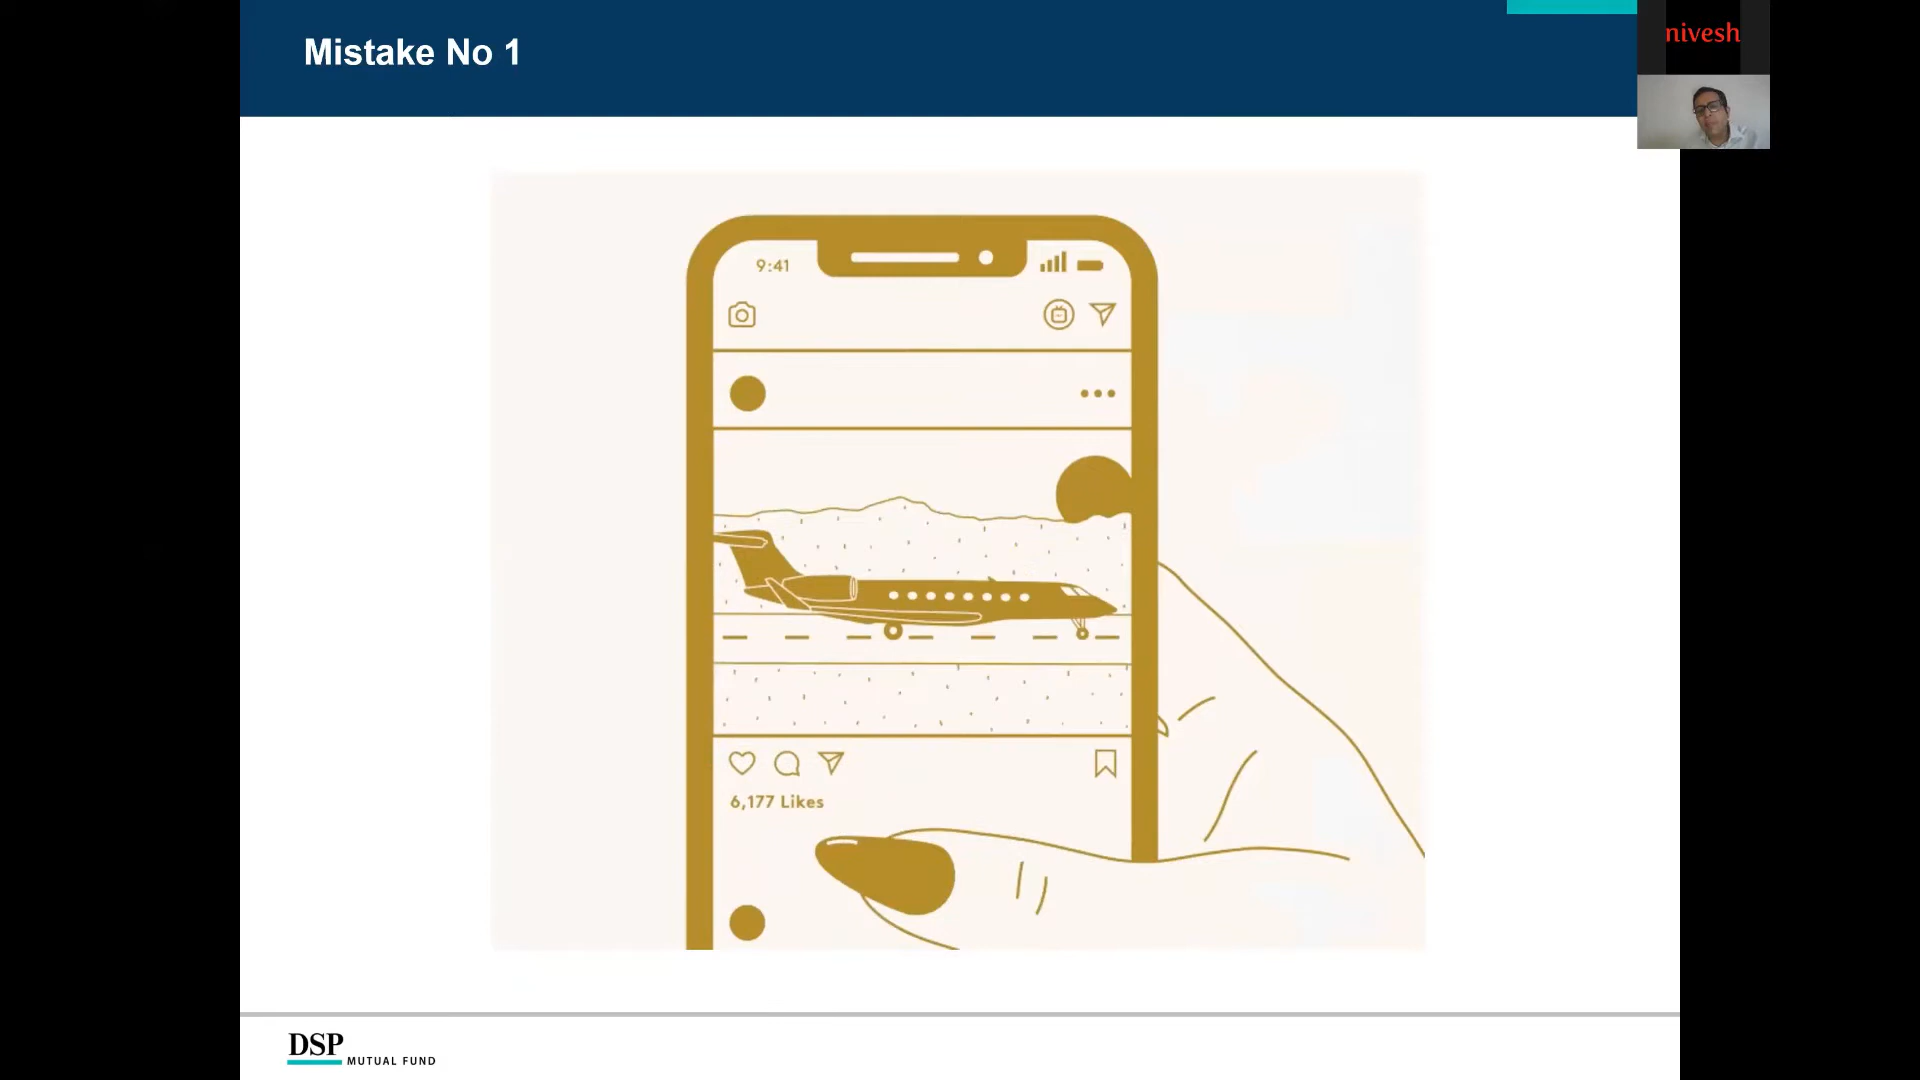 Mistake No 1
nivesh
9:41
6,177 Likes
DSP
MUTUAL FUND